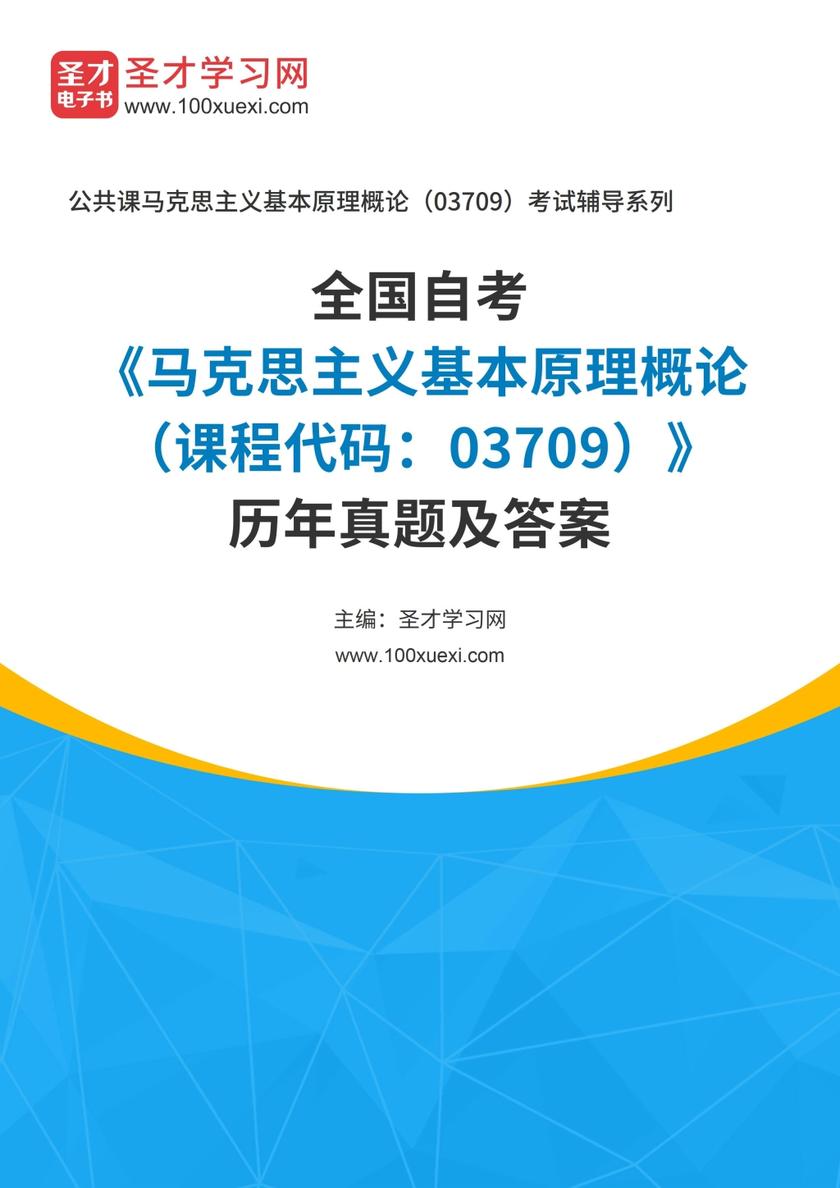 圣才
电子书
圣才学习网
www.100xuexi.com
公共课马克思主义基本原理概论（03709）考试辅导系列
全国自考
《马克思主义基本原理概论
（课程代码：03709）》
历年真题及答案
主编：圣才学习网
www.100xuexi.com